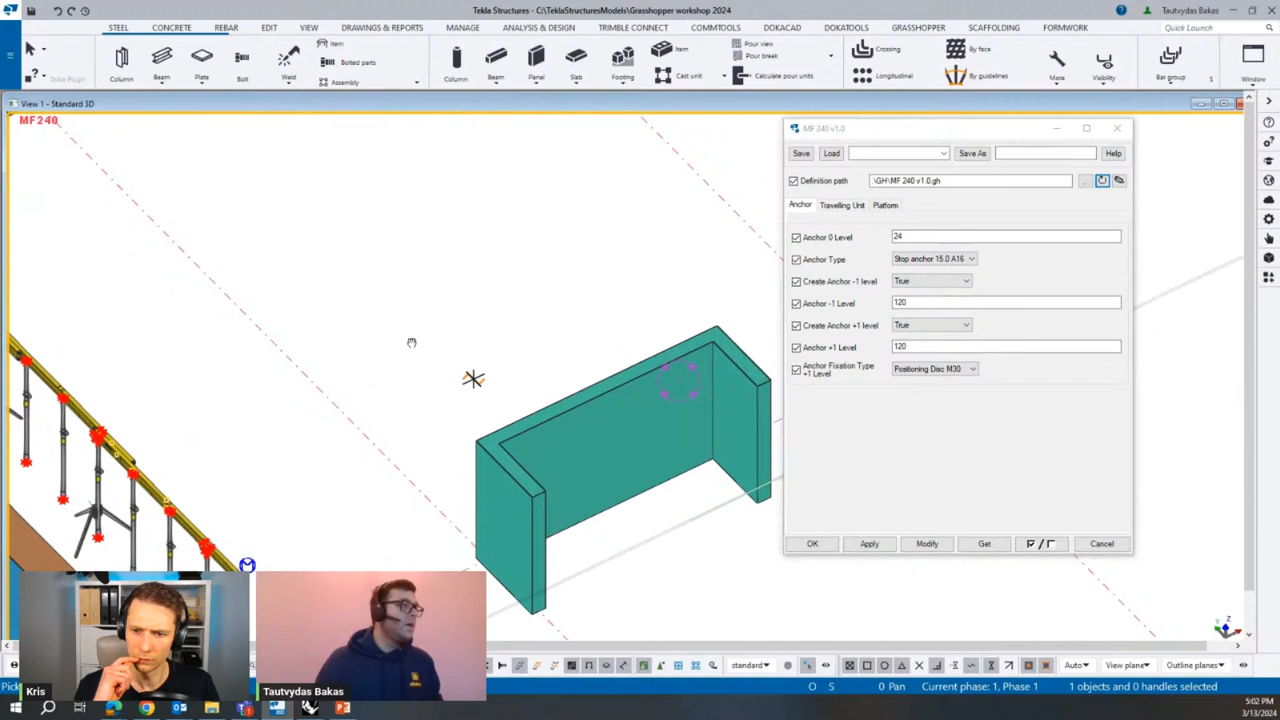 Tekla Structures - C:\TeklaStructuresModels\Grasshopper workshop 2024
Tautvydas Bakas
STEEL CONCRETE REBAR EDIT VIEW DRAWINGS & REPORTS MANAGE ANALYSIS & DESIGN TRIMBLE CONNECT COMMTOOLS DOKACAD DOKATOOLS GRASSHOPPER SCAFFOLDING FORMWORK Quick Launch
Item Item Pour view Crossing By face
Bolted parts Pour break
Assembly Cast unit Calculate pour units Longitudinal By guidelines
Column Beam Plate Bolt Weld Column Beam Panel Slab Footing More Visibility Bar group Window
View 1 - Standard 3D
MF240
MF 240 v1.0
Save Load Save As Help
Definition path .\GH\MF 240 v1.0.gh ...
Anchor Travelling Unit Platform
Anchor 0 Level 24
Anchor Type Stop anchor 15.0 A16
Create Anchor -1 level True
Anchor -1 Level 120
Create Anchor +1 level True
Anchor +1 Level 120
Anchor Fixation Type Positioning Disc M30
+1 Level
OK Apply Modify Get / Cancel
Kris
Tautvydas Bakas
standard Auto View plane Outline planes
Pick
O S 0 Pan Current phase: 1, Phase 1 1 objects and 0 handles selected
5:02 PM
3/13/2024